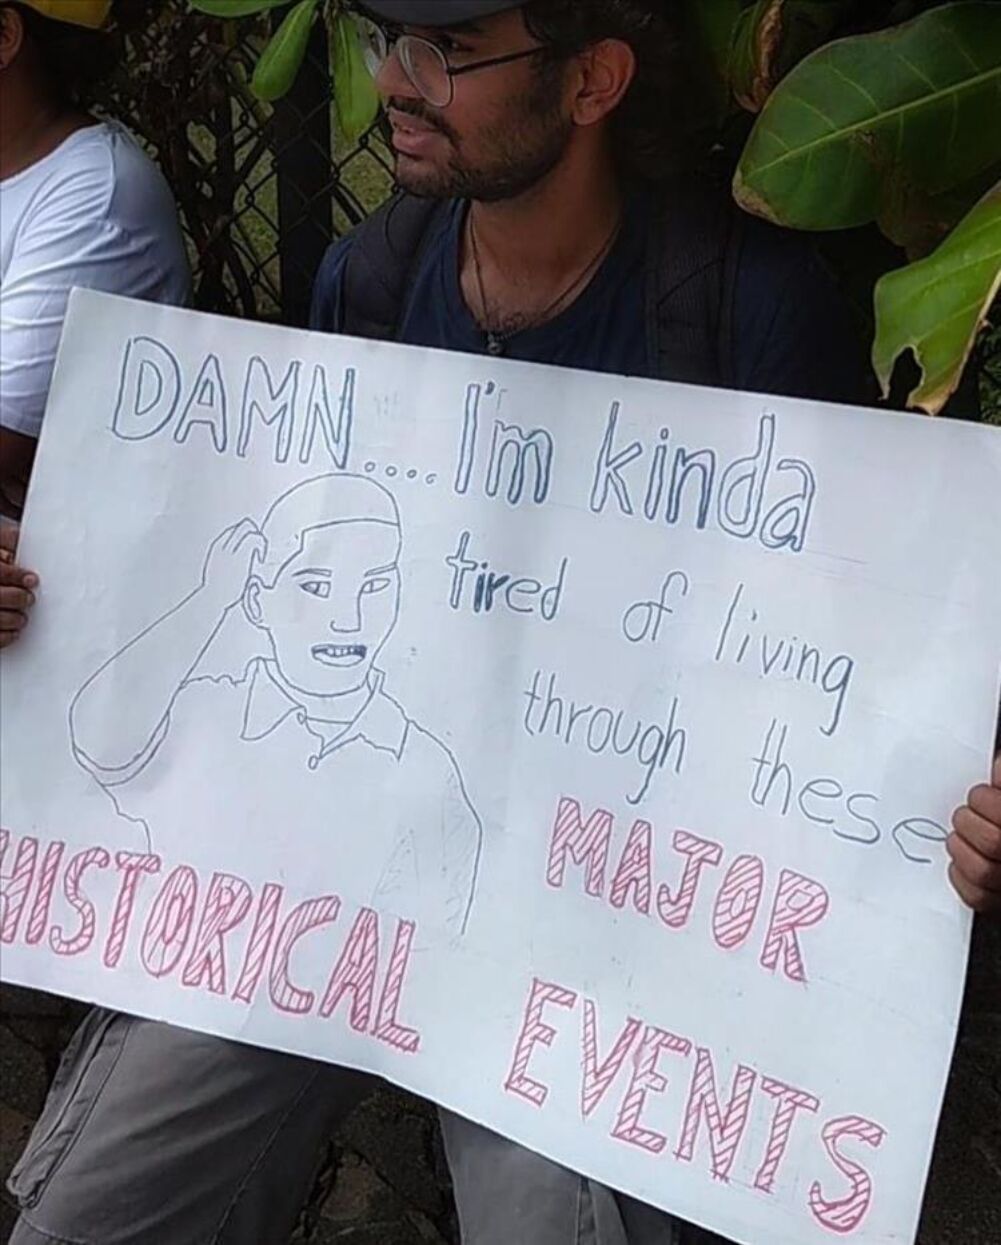 DAMN.... I'm kinda
tired of living
through these
MAJOR
HISTORICAL
EVENTS